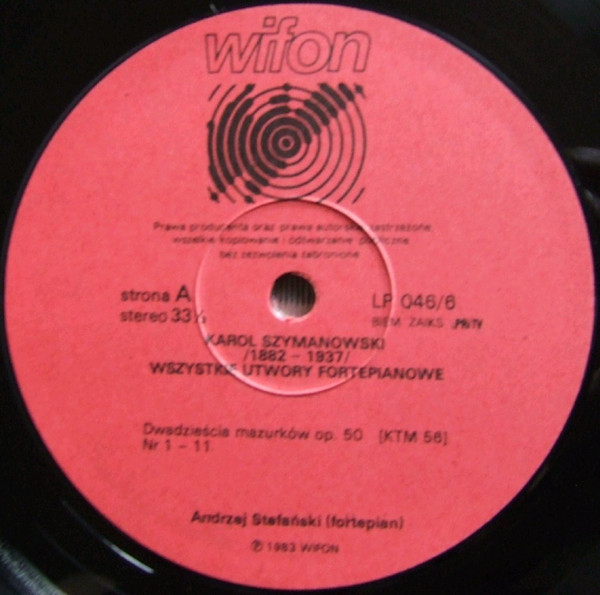 wifon
Prawa producenta oraz prawa autorskie zastrzeżone,
wszelkie kopiowanie i odtwarzanie publiczne
bez zezwolenia zabronione
strona A
stereo 33⅓
LP 046/6
BIEM ZAIKS PRiTV
KAROL SZYMANOWSKI
/1882 - 1937/
WSZYSTKIE UTWORY FORTEPIANOWE
Dwadzieścia mazurków op. 50 [KTM 56]
Nr 1 - 11
Andrzej Stefański (fortepian)
℗ 1983 WIFON